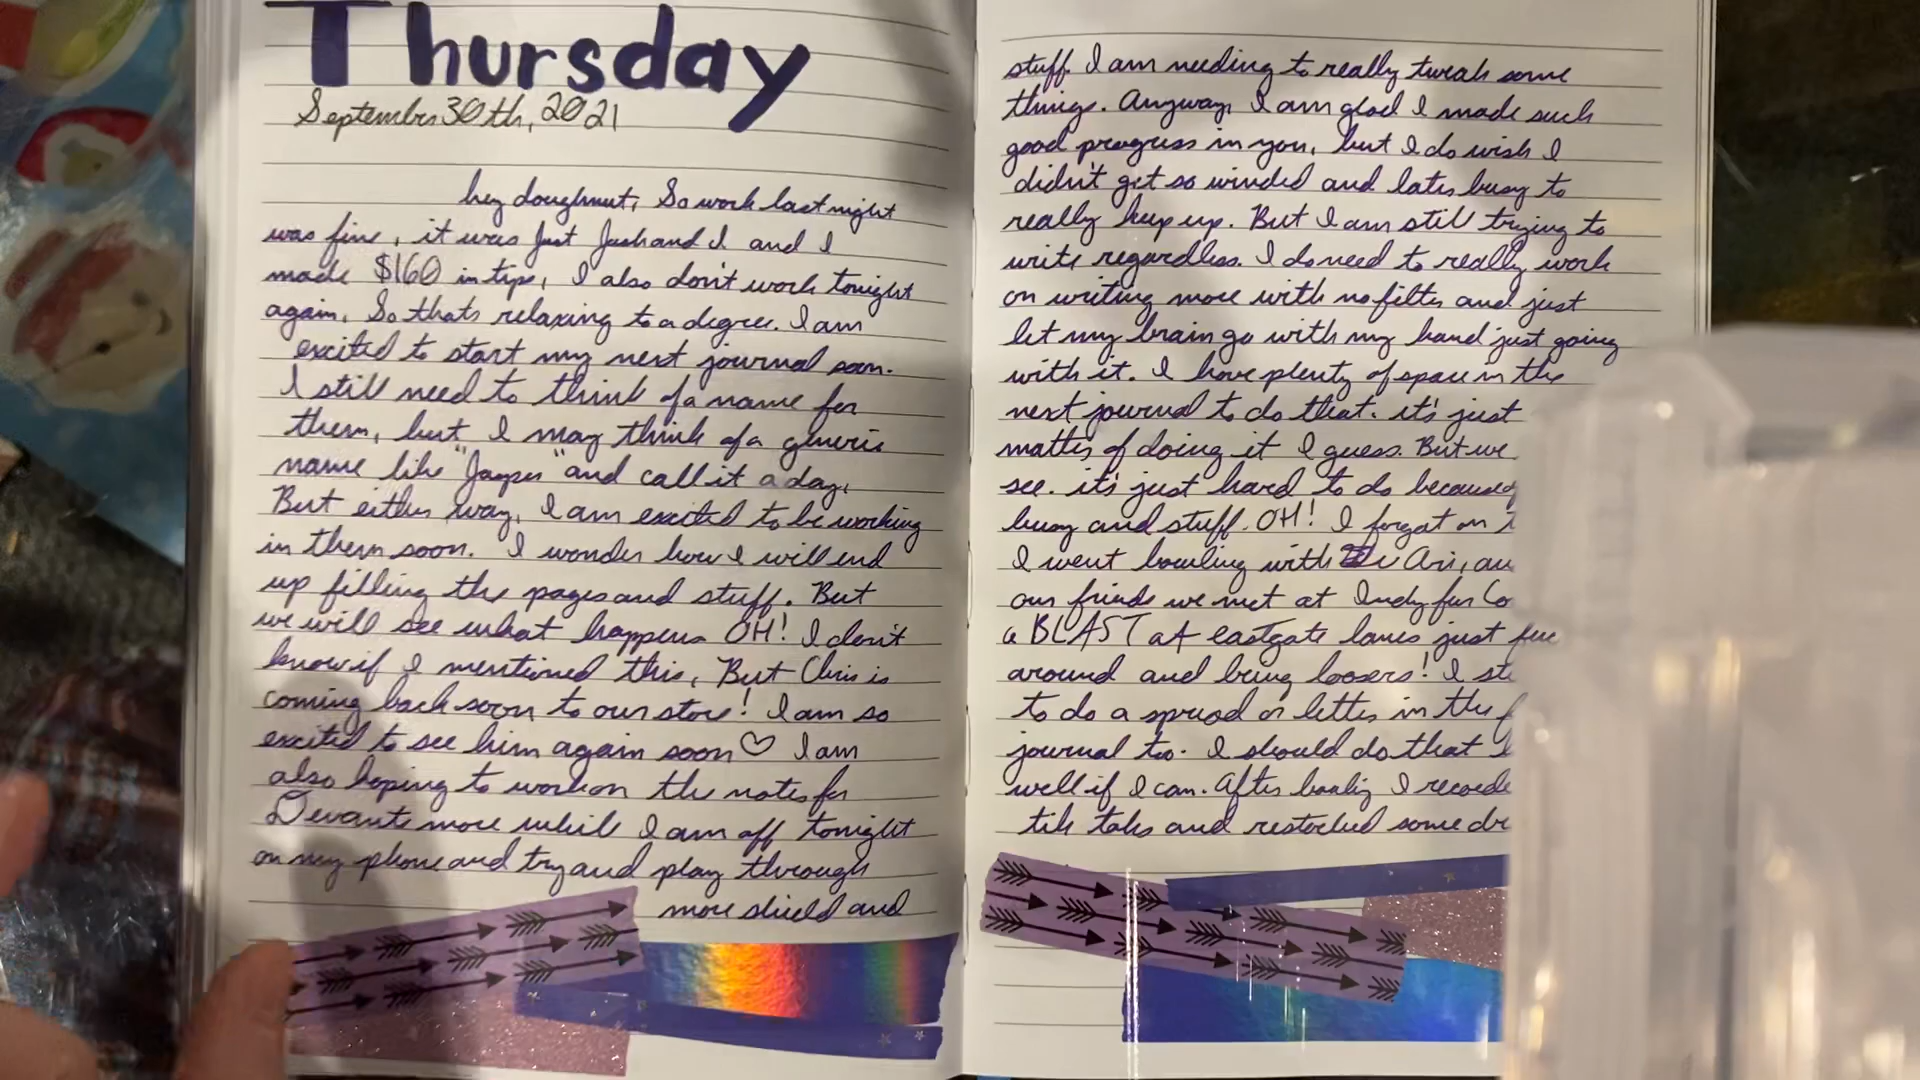 Thursday
September 30th, 2021
hey doughnut, So work last night
was fine, it was Just Josh and I and I
made $160 in tips, I also don't work tonight
again, So thats relaxing to a degree. I am
excited to start my next journal soon.
I still need to think of a name for
them, but I may think of a generic
name like "Jasper" and call it a day,
But either way, I am excited to be working
in them soon. I wonder how I will end
up filling the pages and stuff. But
we will see what happens OH! I don't
know if I mentioned this, But Chris is
coming back soon to our store! I am so
excited to see him again soon♡ I am
also hoping to work on the notes for
Devante more while I am off tonight
on my phone and try and play through
more shield and
stuff I am needing to really tweak some
things. Anyway, I am glad I made such
good progress in you, but I do wish I
didn't get so winded and later busy to
really keep up. But I am still trying to
write regardless. I do need to really work
on writing more with no filter and just
let my brain go with my hand just going
with it. I have plenty of space in the
next journal to do that. it's just
matter of doing it I guess. But we
see. it's just hard to do because
busy and stuff. OH! I forgot on
I went bowling with Ari,
our friends we met at Indy fun Co
a BLAST at eastgate lanes just
around and being loosers! I
to do a spread or letter in the
journal too. I should do that
well if I can. After bowling I recorde
tik toks and restocked some